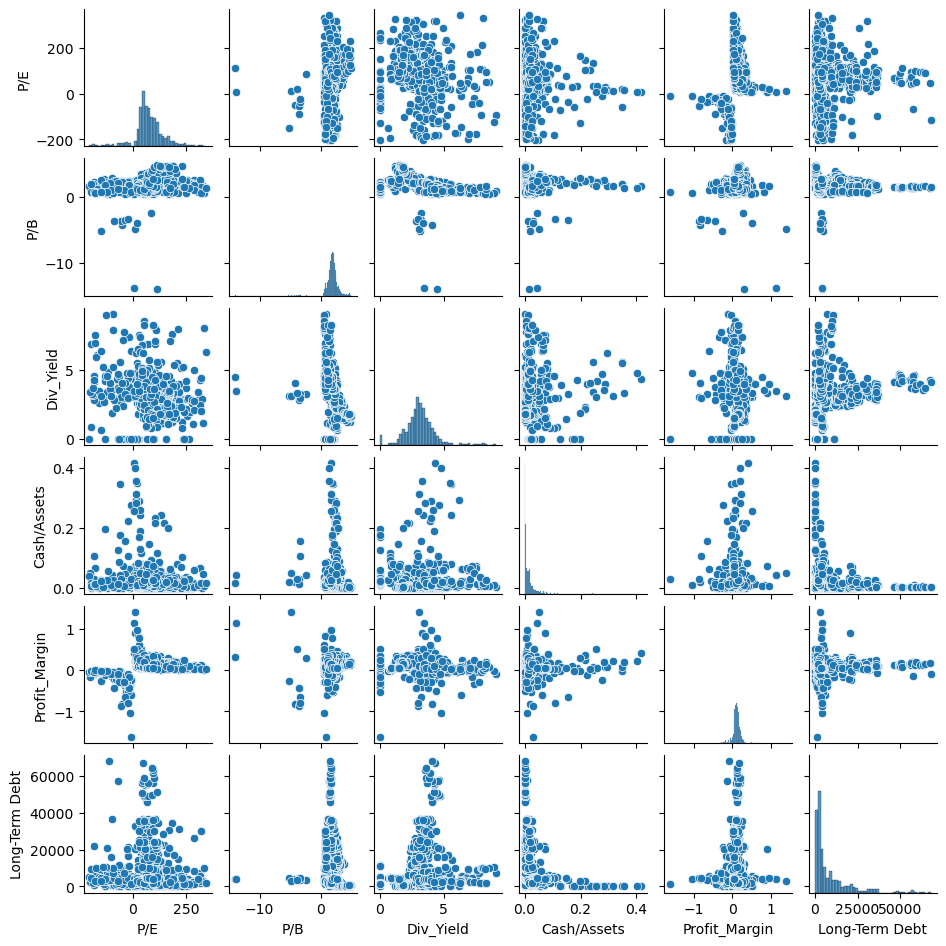 P/E
200
0
−200
P/B
0
−10
Div_Yield
5
0
Cash/Assets
0.4
0.2
0.0
Profit_Margin
1
0
−1
Long-Term Debt
60000
40000
20000
0
0 250 −10 0 0 5 0.0 0.2 0.4 −1 0 1 0 25000 50000
P/E P/B Div_Yield Cash/Assets Profit_Margin Long-Term Debt